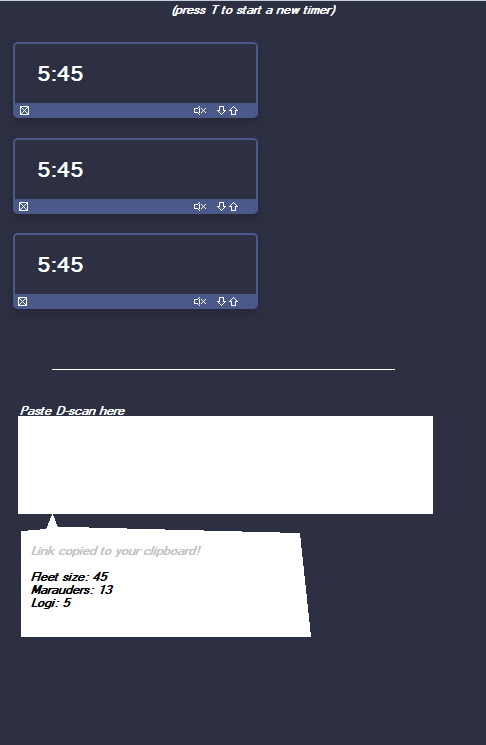 (press T to start a new timer)
5:45
5:45
5:45
Paste D-scan here
Link copied to your clipboard!
Fleet size: 45
Marauders: 13
Logi: 5